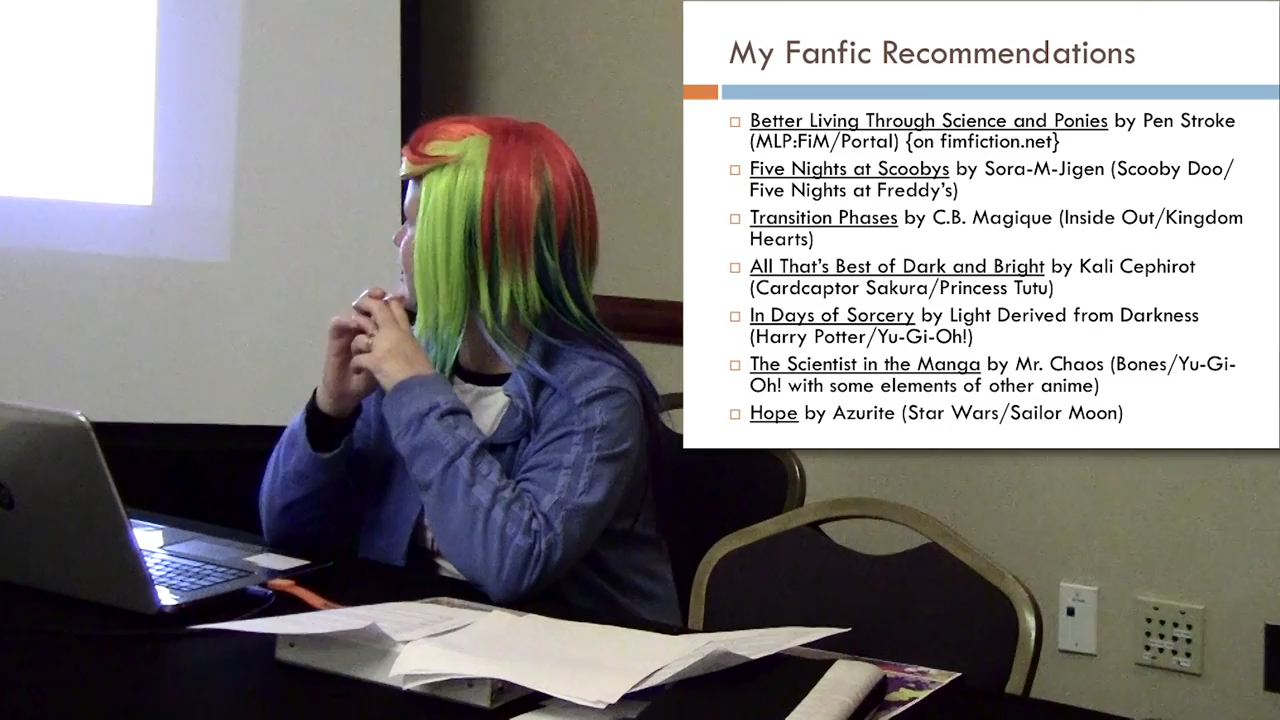 My Fanfic Recommendations
Better Living Through Science and Ponies by Pen Stroke
(MLP:FiM/Portal) {on fimfiction.net}
Five Nights at Scoobys by Sora-M-Jigen (Scooby Doo/
Five Nights at Freddy's)
Transition Phases by C.B. Magique (Inside Out/Kingdom
Hearts)
All That's Best of Dark and Bright by Kali Cephirot
(Cardcaptor Sakura/Princess Tutu)
In Days of Sorcery by Light Derived from Darkness
(Harry Potter/Yu-Gi-Oh!)
The Scientist in the Manga by Mr. Chaos (Bones/Yu-Gi-
Oh! with some elements of other anime)
Hope by Azurite (Star Wars/Sailor Moon)